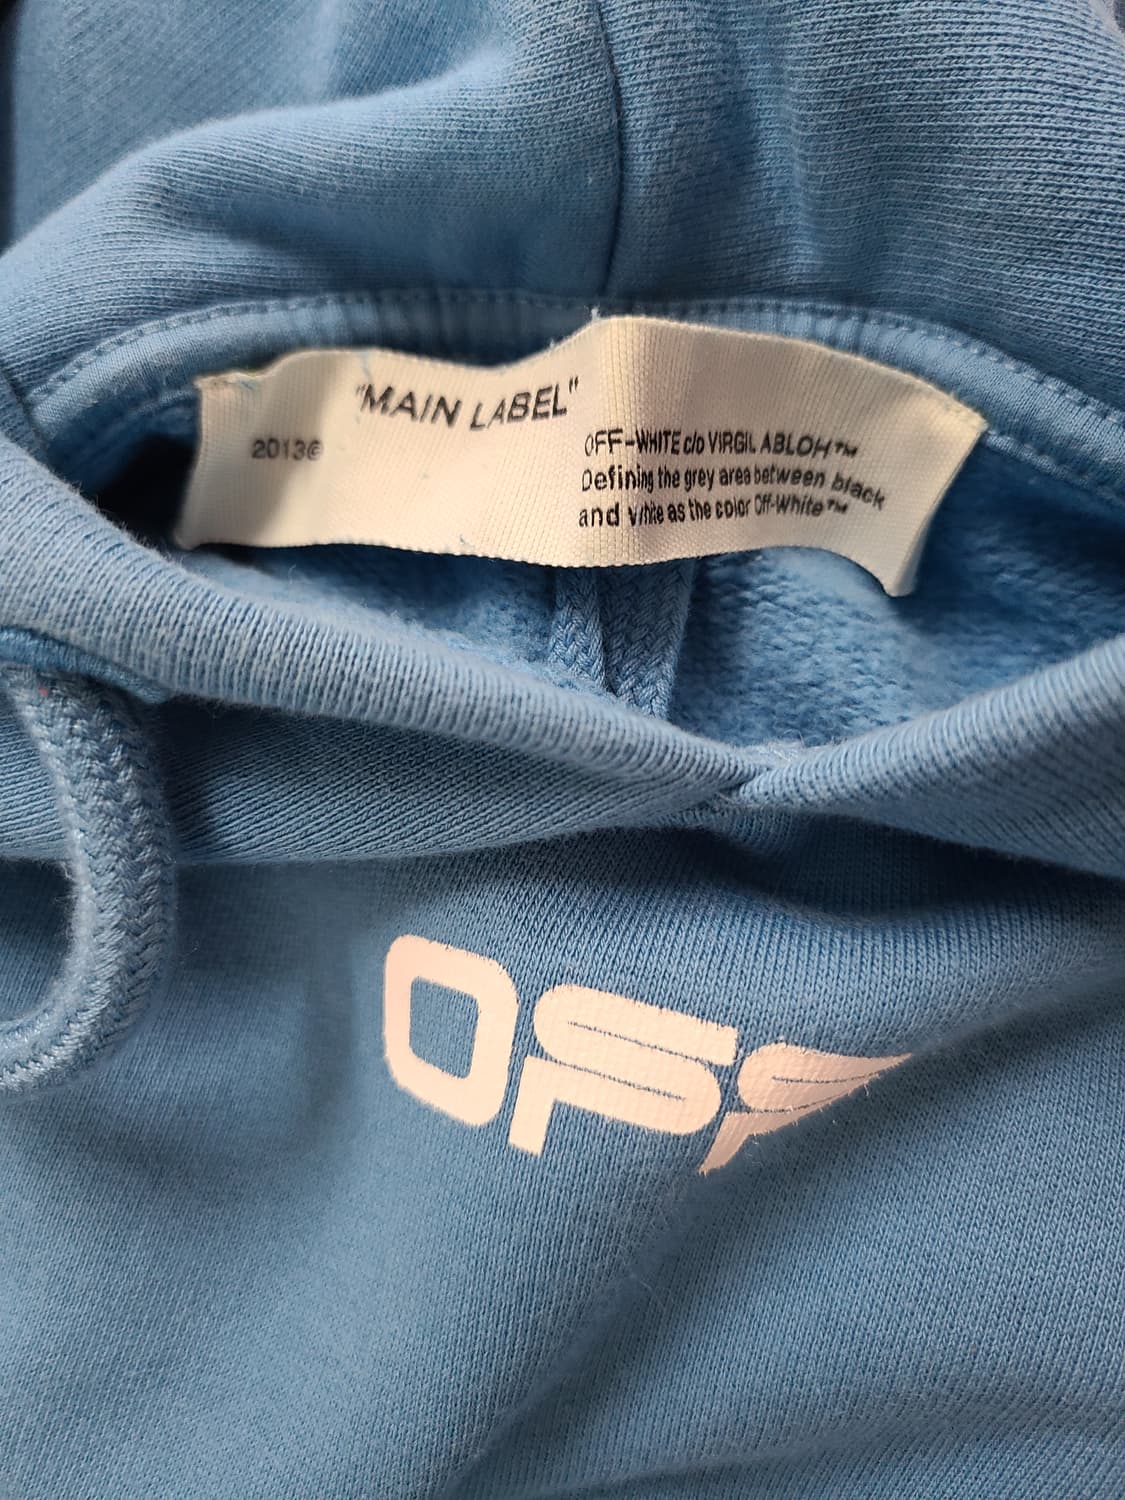 "MAIN LABEL"
2013©
OFF-WHITE c/o VIRGIL ABLOH™
Defining the grey area between black
and white as the color Off-White™
OFF